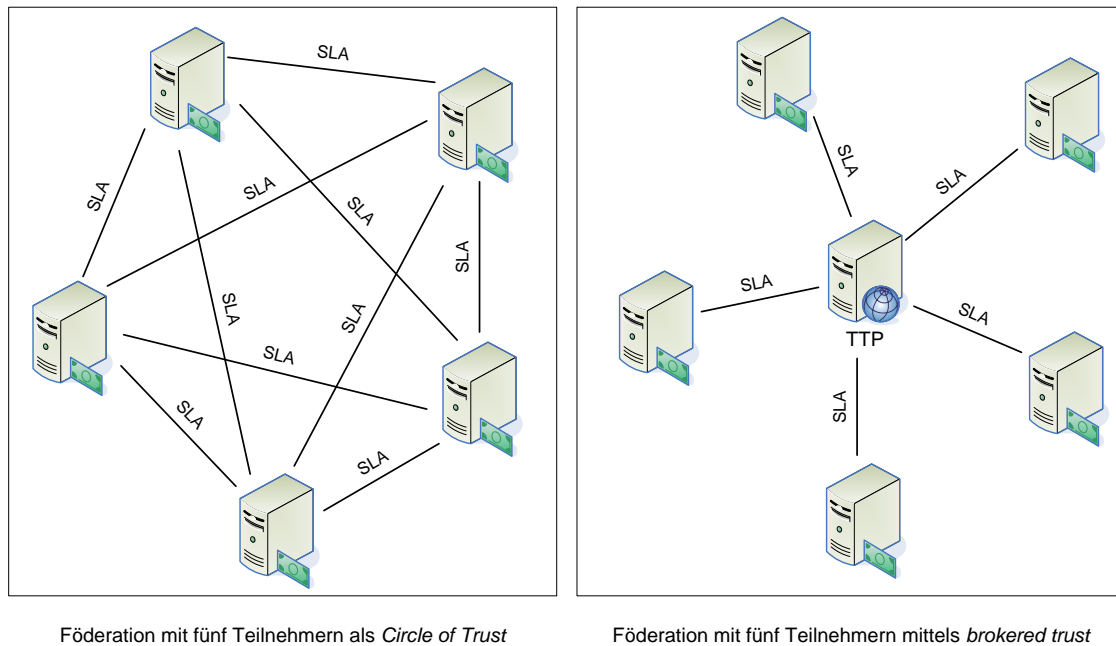 SLA
SLA
SLA
SLA
SLA
SLA
SLA
SLA
SLA
SLA
Föderation mit fünf Teilnehmern als Circle of Trust
SLA
SLA
SLA
SLA
TTP
SLA
Föderation mit fünf Teilnehmern mittels brokered trust